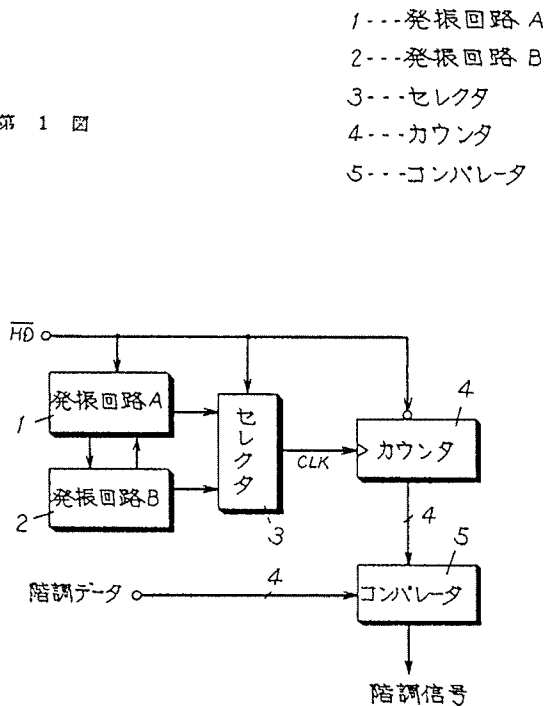 1---発振回路 A
2---発振回路 B
3---セレクタ
4---カウンタ
5---コンパレータ
第 1 図
HD
発振回路A
1
発振回路B
2
セレクタ
3
CLK
カウンタ
4
4
コンパレータ
5
階調データ
4
階調信号